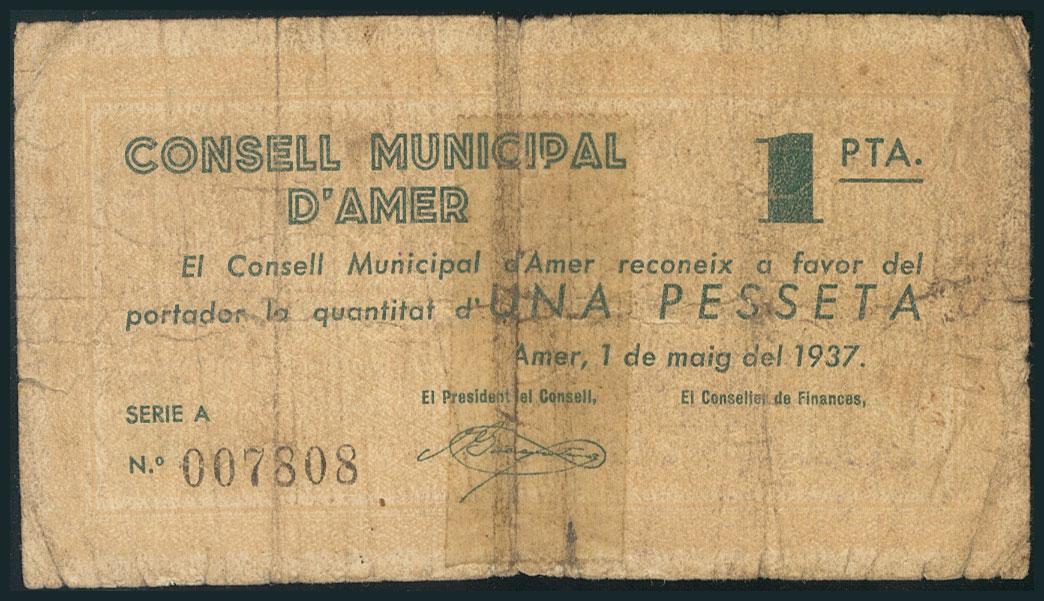 CONSELL MUNICIPAL
D'AMER
1 PTA.
El Consell Municipal d'Amer reconeix a favor del
portador la quantitat d'UNA PESSETA
Amer, 1 de maig del 1937.
El President del Consell, El Conseller de Finances,
SERIE A
N.º 007808